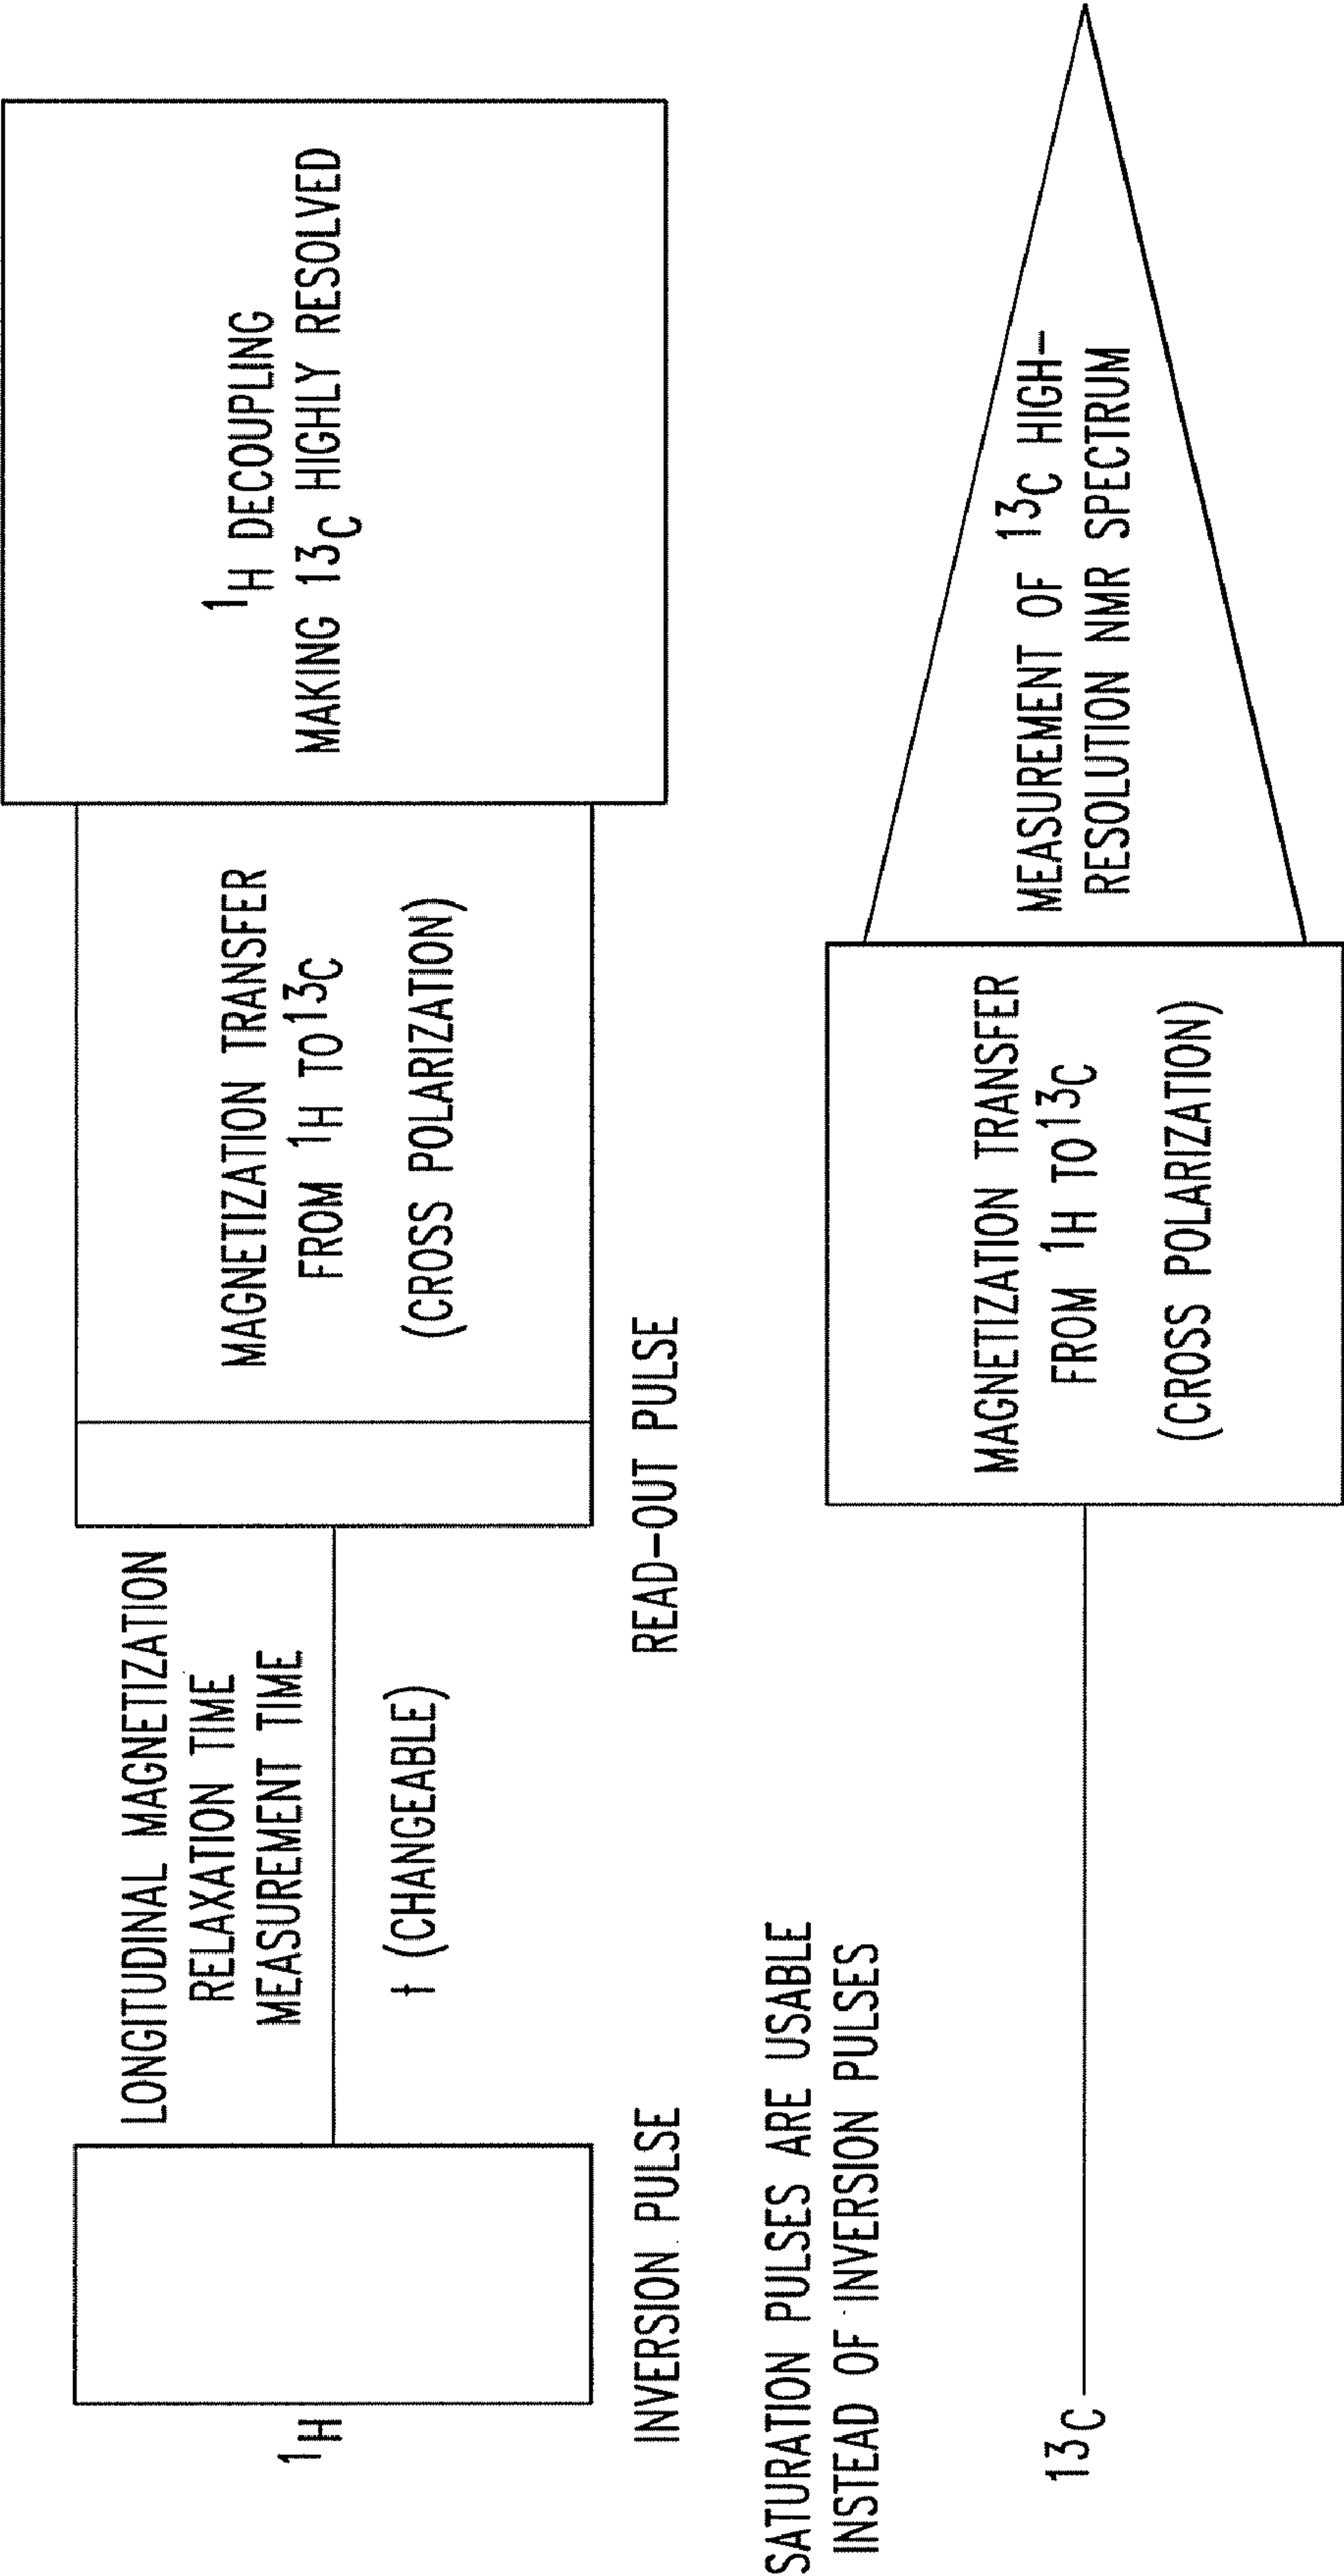 ¹H
INVERSION PULSE
LONGITUDINAL MAGNETIZATION
RELAXATION TIME
MEASUREMENT TIME
t (CHANGEABLE)
READ-OUT PULSE
MAGNETIZATION TRANSFER
FROM ¹H TO ¹³C
(CROSS POLARIZATION)
¹H DECOUPLING
MAKING ¹³C HIGHLY RESOLVED
SATURATION PULSES ARE USABLE
INSTEAD OF INVERSION PULSES
¹³C
MAGNETIZATION TRANSFER
FROM ¹H TO ¹³C
(CROSS POLARIZATION)
MEASUREMENT OF ¹³C HIGH-
RESOLUTION NMR SPECTRUM